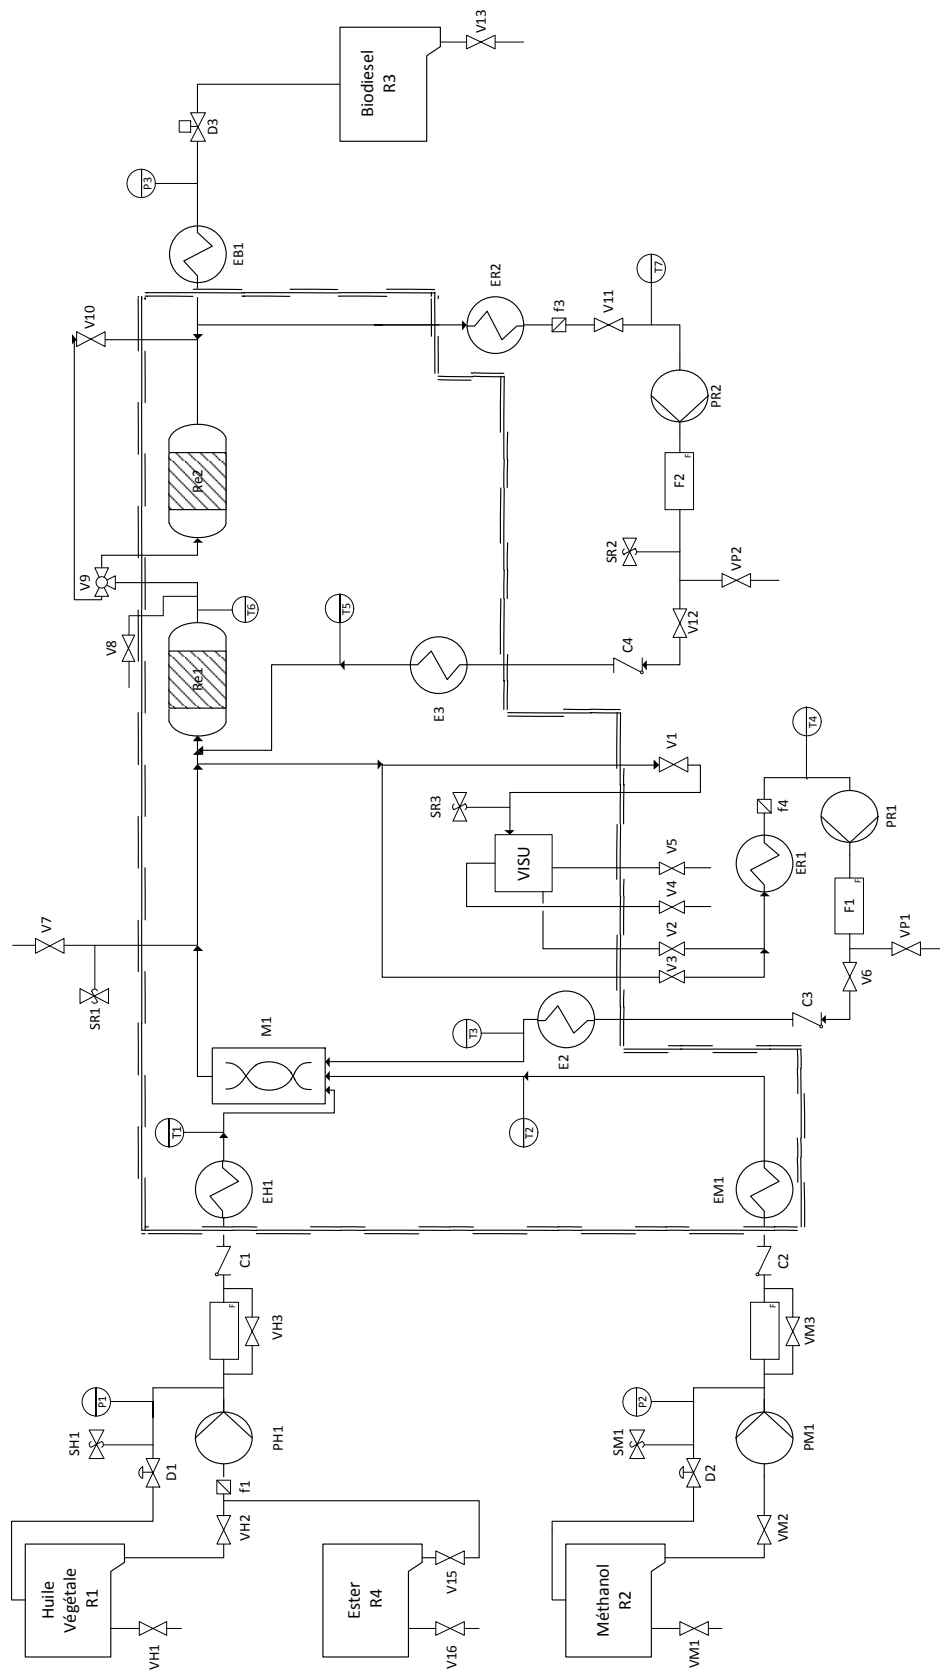 Huile
Végétale
R1
VH1
VH2
f1
D1
SH1
P1
PH1
F
VH3
C1
EH1
T1
Ester
R4
V16
V15
Méthanol
R2
VM1
VM2
D2
SM1
P2
PM1
F
VM3
C2
EM1
T2
M1
SR1
V7
T3
E2
C3
V6
VP1
F1
F
PR1
T4
f4
ER1
V3
V2
V4
V5
VISU
SR3
V1
E3
T5
C4
V12
VP2
SR2
F2
F
PR2
T7
V11
f3
ER2
Re1
T6
V8
V9
Re2
V10
EB1
P3
D3
Biodiesel
R3
V13